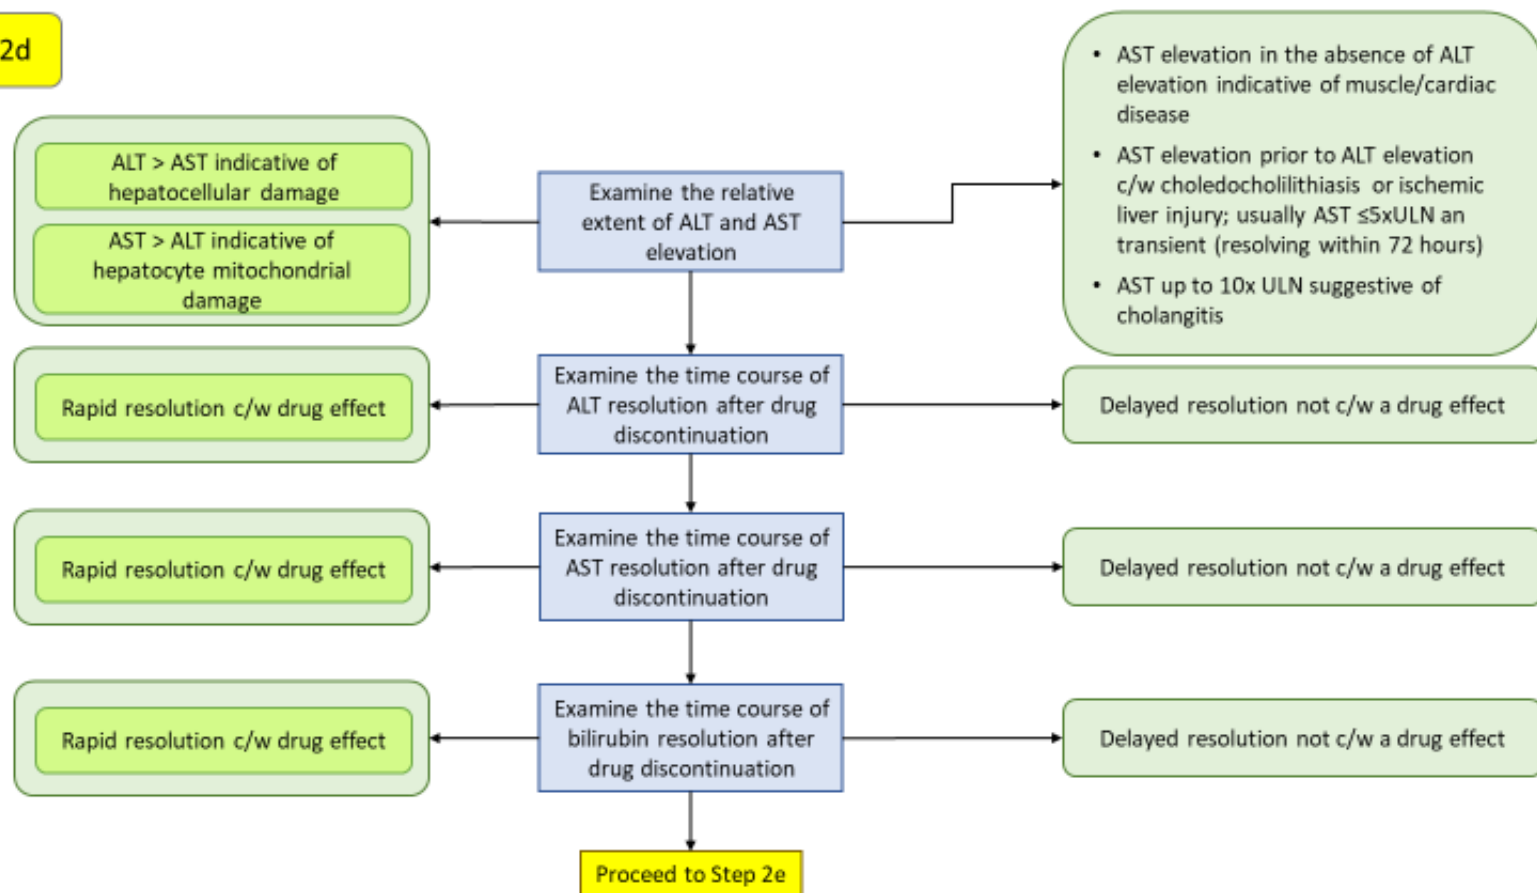 2d
ALT > AST indicative of
hepatocellular damage
AST > ALT indicative of
hepatocyte mitochondrial
damage
Examine the relative
extent of ALT and AST
elevation
• AST elevation in the absence of ALT
elevation indicative of muscle/cardiac
disease
• AST elevation prior to ALT elevation
c/w choledocholilithiasis or ischemic
liver injury; usually AST ≤5xULN an
transient (resolving within 72 hours)
• AST up to 10x ULN suggestive of
cholangitis
Rapid resolution c/w drug effect
Examine the time course of
ALT resolution after drug
discontinuation
Delayed resolution not c/w a drug effect
Rapid resolution c/w drug effect
Examine the time course of
AST resolution after drug
discontinuation
Delayed resolution not c/w a drug effect
Rapid resolution c/w drug effect
Examine the time course of
bilirubin resolution after
drug discontinuation
Delayed resolution not c/w a drug effect
Proceed to Step 2e